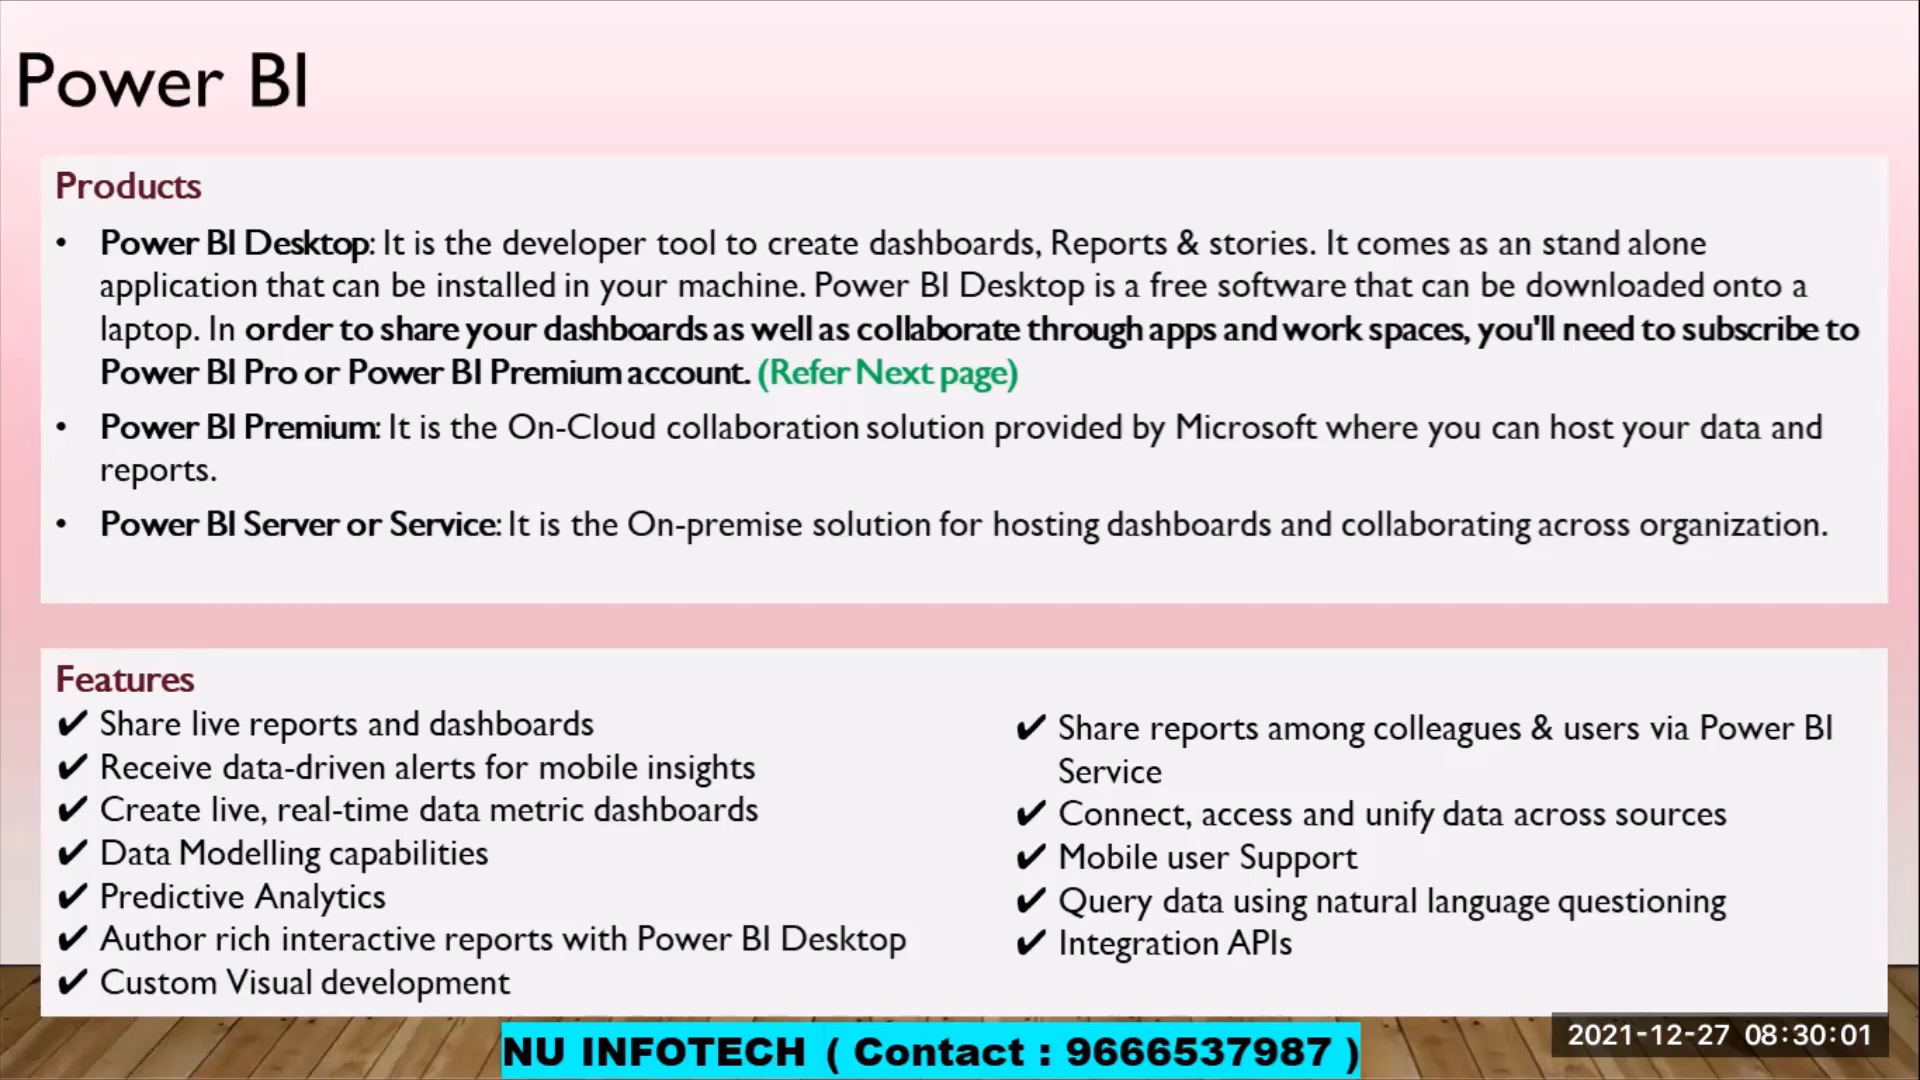 Power BI
Products
• Power BI Desktop: It is the developer tool to create dashboards, Reports & stories. It comes as an stand alone
application that can be installed in your machine. Power BI Desktop is a free software that can be downloaded onto a
laptop. In order to share your dashboards as well as collaborate through apps and work spaces, you'll need to subscribe to
Power BI Pro or Power BI Premium account. (Refer Next page)
• Power BI Premium: It is the On-Cloud collaboration solution provided by Microsoft where you can host your data and
reports.
• Power BI Server or Service: It is the On-premise solution for hosting dashboards and collaborating across organization.
Features
✔ Share live reports and dashboards
✔ Receive data-driven alerts for mobile insights
✔ Create live, real-time data metric dashboards
✔ Data Modelling capabilities
✔ Predictive Analytics
✔ Author rich interactive reports with Power BI Desktop
✔ Custom Visual development
✔ Share reports among colleagues & users via Power BI
Service
✔ Connect, access and unify data across sources
✔ Mobile user Support
✔ Query data using natural language questioning
✔ Integration APIs
NU INFOTECH ( Contact : 9666537987 )
2021-12-27 08:30:01